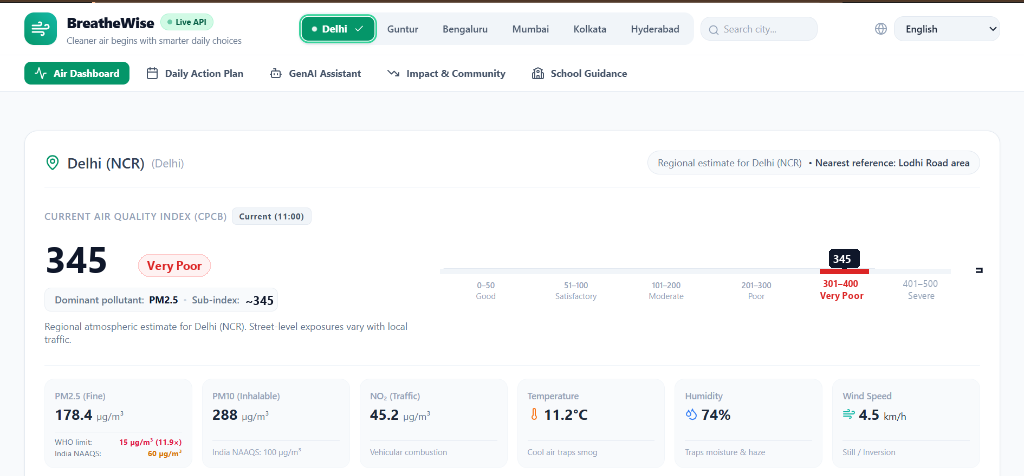 BreatheWise
Live API
Cleaner air begins with smarter daily choices
Delhi
Guntur
Bengaluru
Mumbai
Kolkata
Hyderabad
Search city...
English
Air Dashboard
Daily Action Plan
GenAI Assistant
Impact & Community
School Guidance
Delhi (NCR) (Delhi)
Regional estimate for Delhi (NCR) • Nearest reference: Lodhi Road area
CURRENT AIR QUALITY INDEX (CPCB) Current (11:00)
345
Very Poor
Dominant pollutant: PM2.5 · Sub-index: ~345
Regional atmospheric estimate for Delhi (NCR). Street level exposures vary with local
traffic.
345
0–50
Good
51–100
Satisfactory
101–200
Moderate
201–300
Poor
301–400
Very Poor
401–500
Severe
PM2.5 (Fine)
178.4 µg/m³
WHO limit: 15 µg/m³ (11.9×)
India NAAQS: 60 µg/m³
PM10 (Inhalable)
288 µg/m³
India NAAQS: 100 µg/m³
NO₂ (Traffic)
45.2 µg/m³
Vehicular combustion
Temperature
11.2°C
Cool air traps smog
Humidity
74%
Traps moisture & haze
Wind Speed
4.5 km/h
Still / Inversion